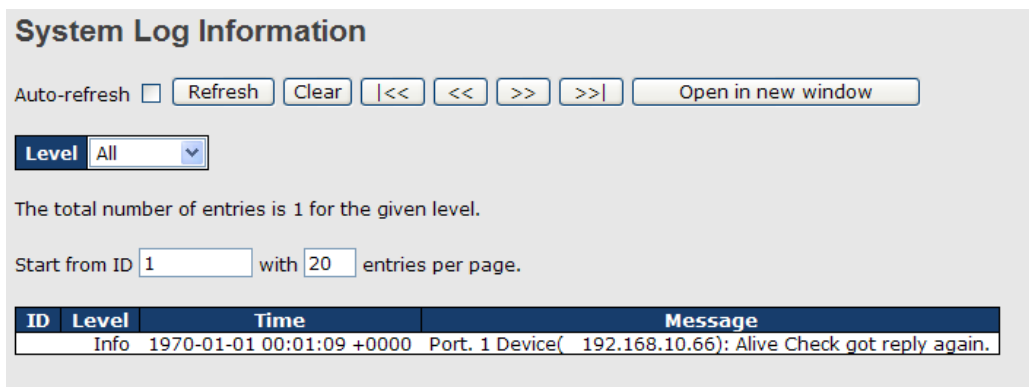 System Log Information
Auto-refresh Refresh Clear |<< << >> >>| Open in new window
Level All
The total number of entries is 1 for the given level.
Start from ID 1 with 20 entries per page.
ID Level Time Message
Info 1970-01-01 00:01:09 +0000 Port. 1 Device( 192.168.10.66): Alive Check got reply again.